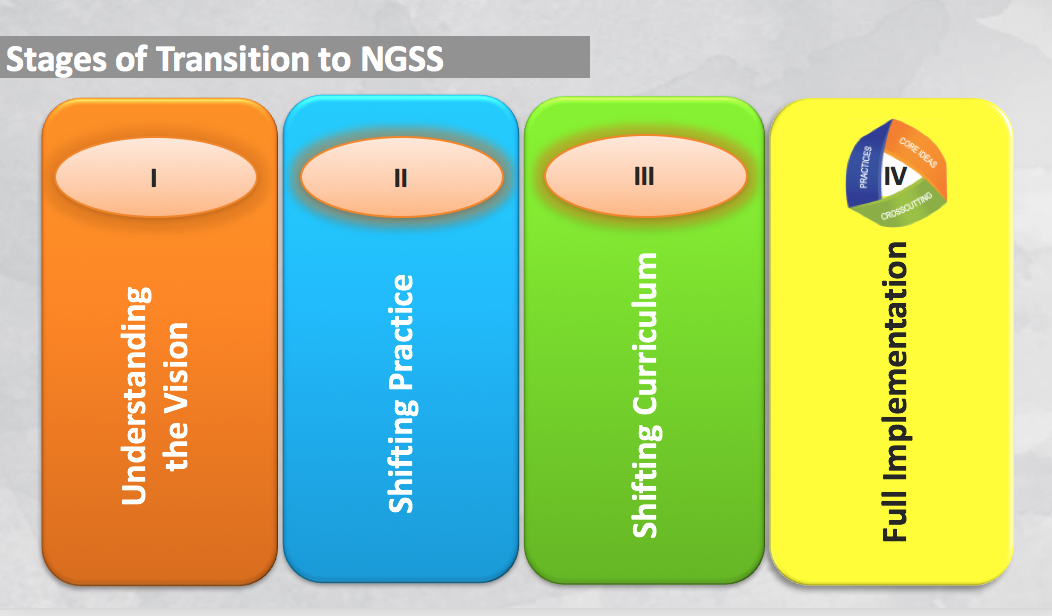 Stages of Transition to NGSS
I
Understanding
the Vision
II
Shifting Practice
III
Shifting Curriculum
PRACTICES
CORE IDEAS
CROSSCUTTING
IV
Full Implementation